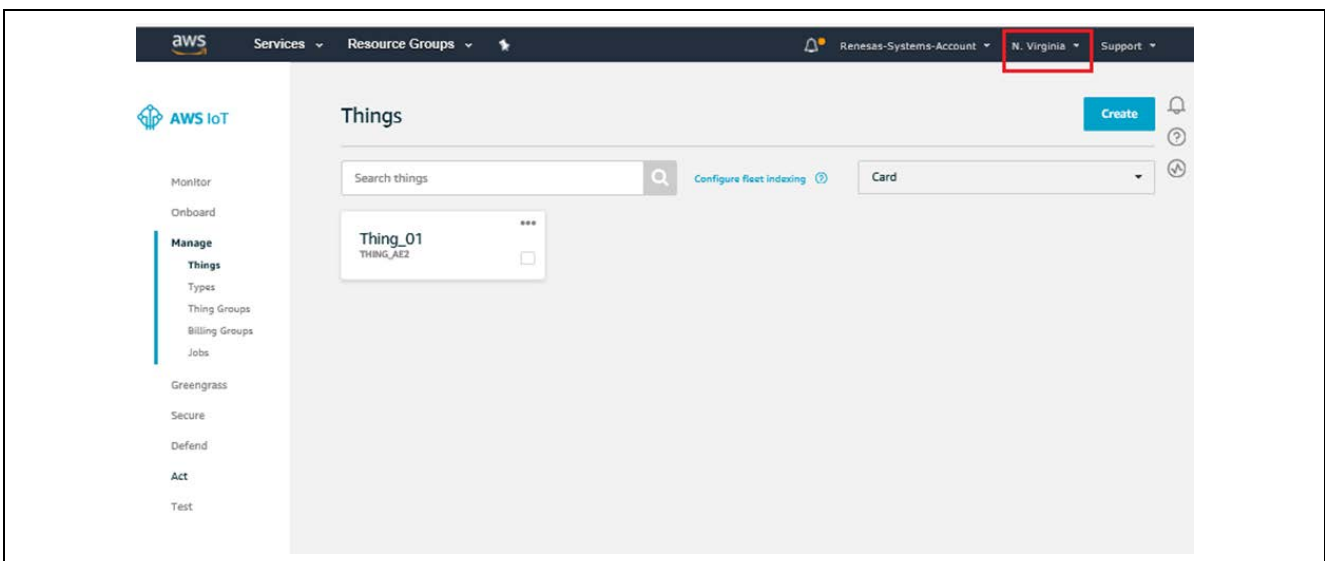 aws Services Resource Groups Renesas-Systems-Account N. Virginia Support
AWS IoT
Things
Create
Monitor
Onboard
Manage
Things
Types
Thing Groups
Billing Groups
Jobs
Greengrass
Secure
Defend
Act
Test
Search things
Configure fleet indexing ?
Card
Thing_01
THING_AE2